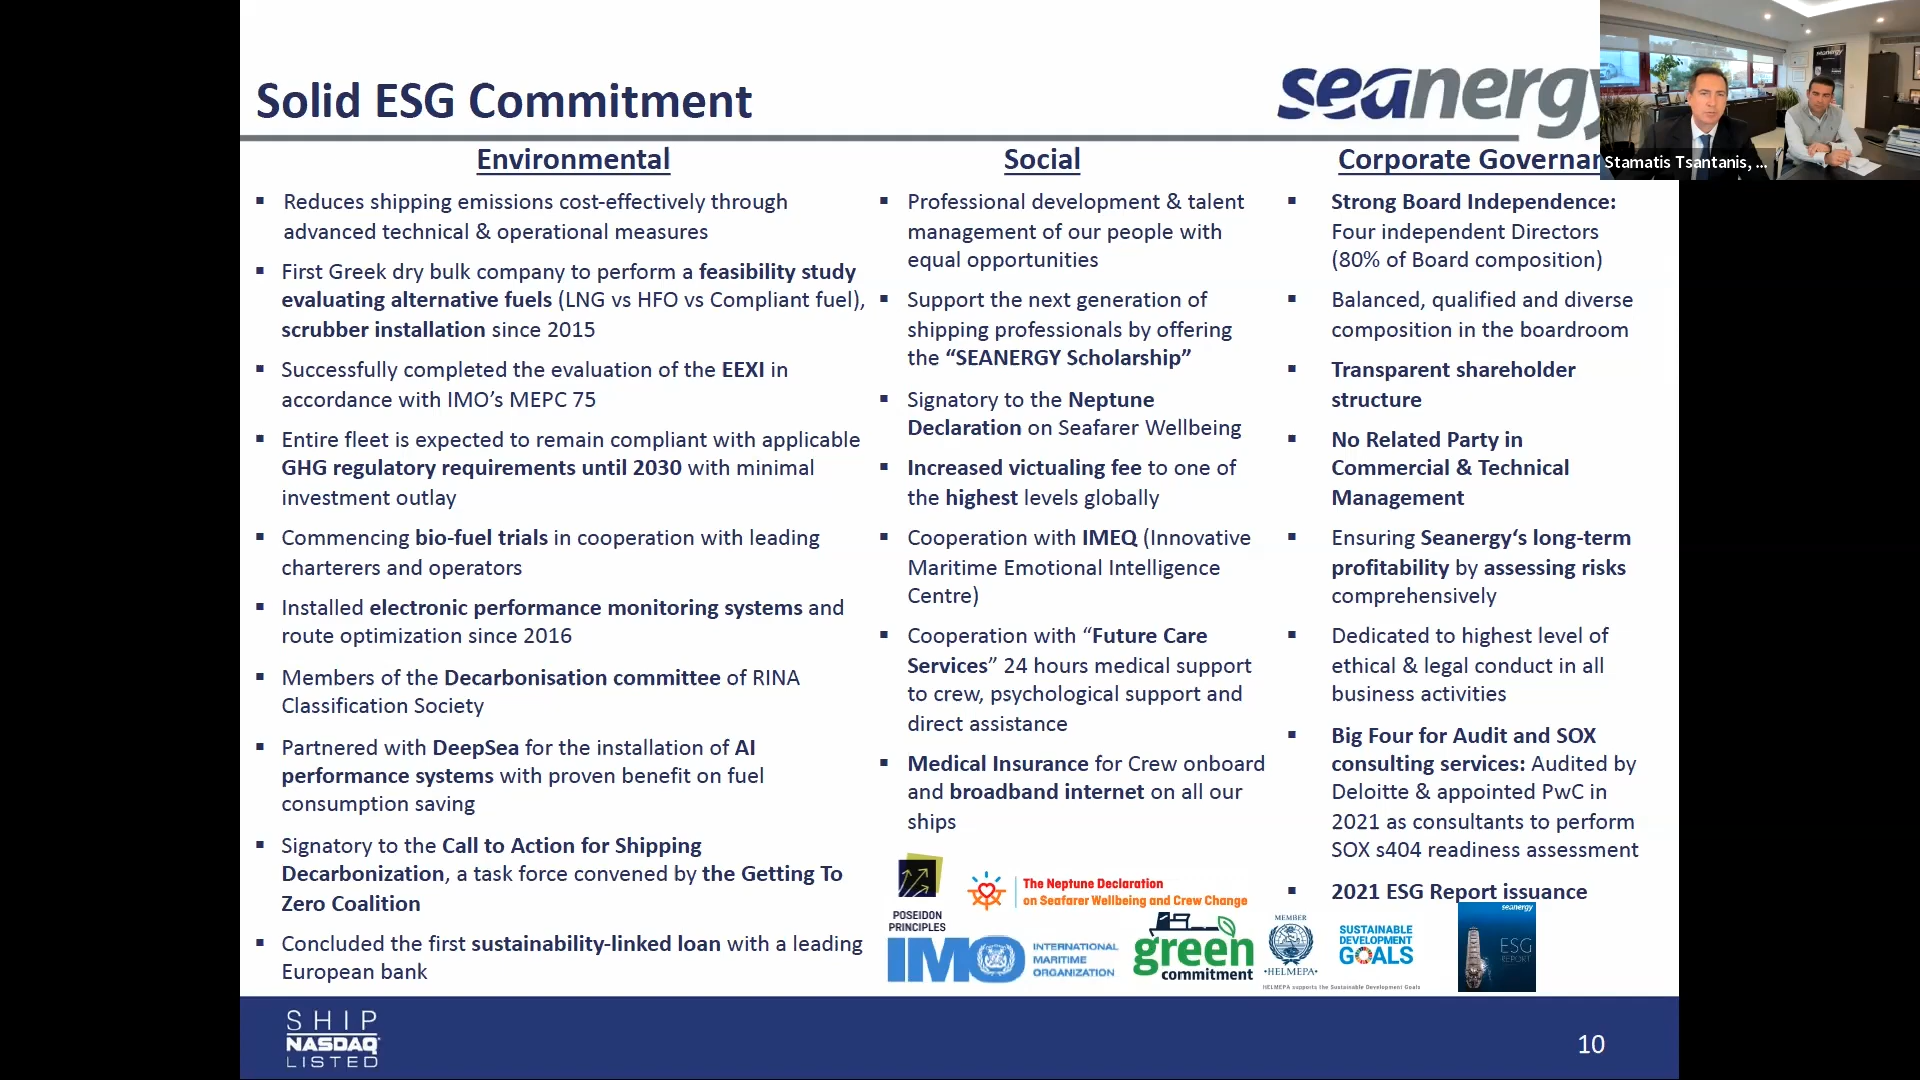 Solid ESG Commitment
seanergy
Stamatis Tsantanis, ...
Environmental
Reduces shipping emissions cost-effectively through
advanced technical & operational measures
First Greek dry bulk company to perform a feasibility study
evaluating alternative fuels (LNG vs HFO vs Compliant fuel),
scrubber installation since 2015
Successfully completed the evaluation of the EEXI in
accordance with IMO’s MEPC 75
Entire fleet is expected to remain compliant with applicable
GHG regulatory requirements until 2030 with minimal
investment outlay
Commencing bio-fuel trials in cooperation with leading
charterers and operators
Installed electronic performance monitoring systems and
route optimization since 2016
Members of the Decarbonisation committee of RINA
Classification Society
Partnered with DeepSea for the installation of AI
performance systems with proven benefit on fuel
consumption saving
Signatory to the Call to Action for Shipping
Decarbonization, a task force convened by the Getting To
Zero Coalition
Concluded the first sustainability-linked loan with a leading
European bank
Social
Professional development & talent
management of our people with
equal opportunities
Support the next generation of
shipping professionals by offering
the “SEANERGY Scholarship”
Signatory to the Neptune
Declaration on Seafarer Wellbeing
Increased victualing fee to one of
the highest levels globally
Cooperation with IMEQ (Innovative
Maritime Emotional Intelligence
Centre)
Cooperation with “Future Care
Services” 24 hours medical support
to crew, psychological support and
direct assistance
Medical Insurance for Crew onboard
and broadband internet on all our
ships
Corporate Governan
Strong Board Independence:
Four independent Directors
(80% of Board composition)
Balanced, qualified and diverse
composition in the boardroom
Transparent shareholder
structure
No Related Party in
Commercial & Technical
Management
Ensuring Seanergy‘s long-term
profitability by assessing risks
comprehensively
Dedicated to highest level of
ethical & legal conduct in all
business activities
Big Four for Audit and SOX
consulting services: Audited by
Deloitte & appointed PwC in
2021 as consultants to perform
SOX s404 readiness assessment
2021 ESG Report issuance
POSEIDON
PRINCIPLES
The Neptune Declaration
on Seafarer Wellbeing and Crew Change
IMO
INTERNATIONAL
MARITIME
ORGANIZATION
green
commitment
MEMBER
•HELMEPA•
HELMEPA supports the Sustainable Development Goals
SUSTAINABLE
DEVELOPMENT
GOALS
seanergy
ESG
REPORT
SHIP
NASDAQ
LISTED
10